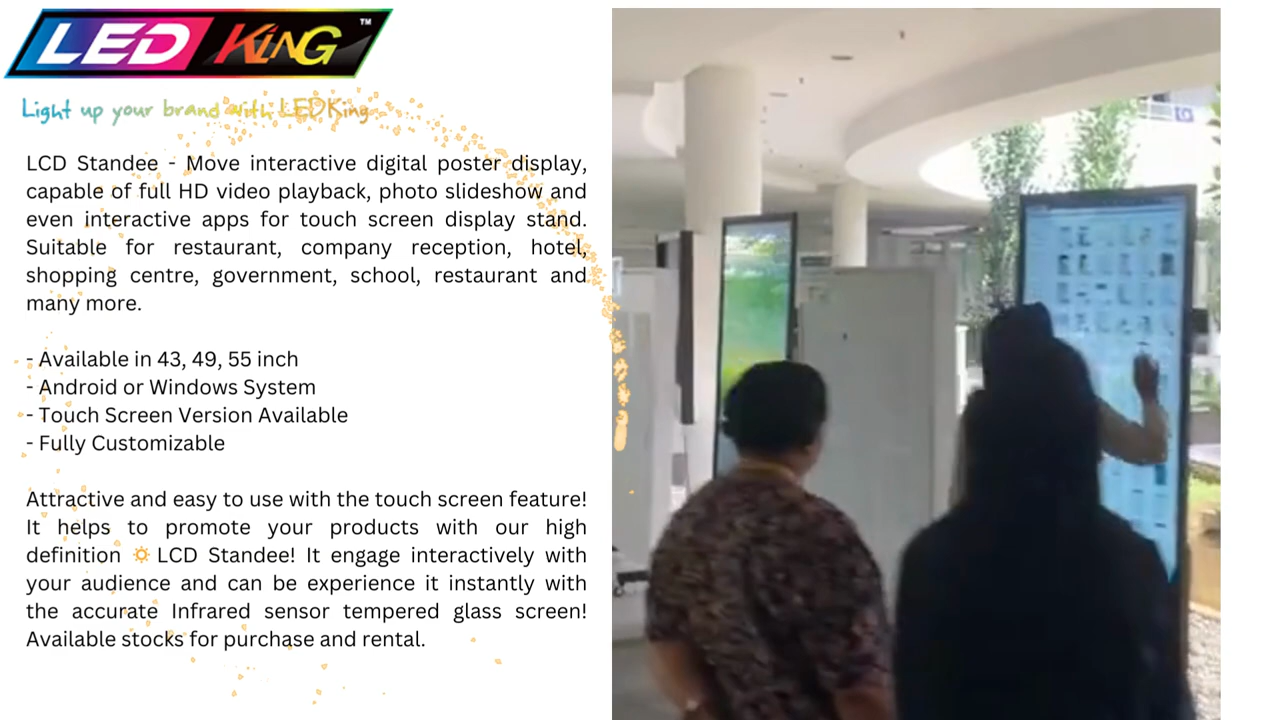 LED KiNG ™
Light up your brand with LEDKing
LCD Standee - Move interactive digital poster display,
capable of full HD video playback, photo slideshow and
even interactive apps for touch screen display stand.
Suitable for restaurant, company reception, hotel,
shopping centre, government, school, restaurant and
many more.
- Available in 43, 49, 55 inch
- Android or Windows System
- Touch Screen Version Available
- Fully Customizable
Attractive and easy to use with the touch screen feature!
It helps to promote your products with our high
definition 🔅 LCD Standee! It engage interactively with
your audience and can be experience it instantly with
the accurate Infrared sensor tempered glass screen!
Available stocks for purchase and rental.